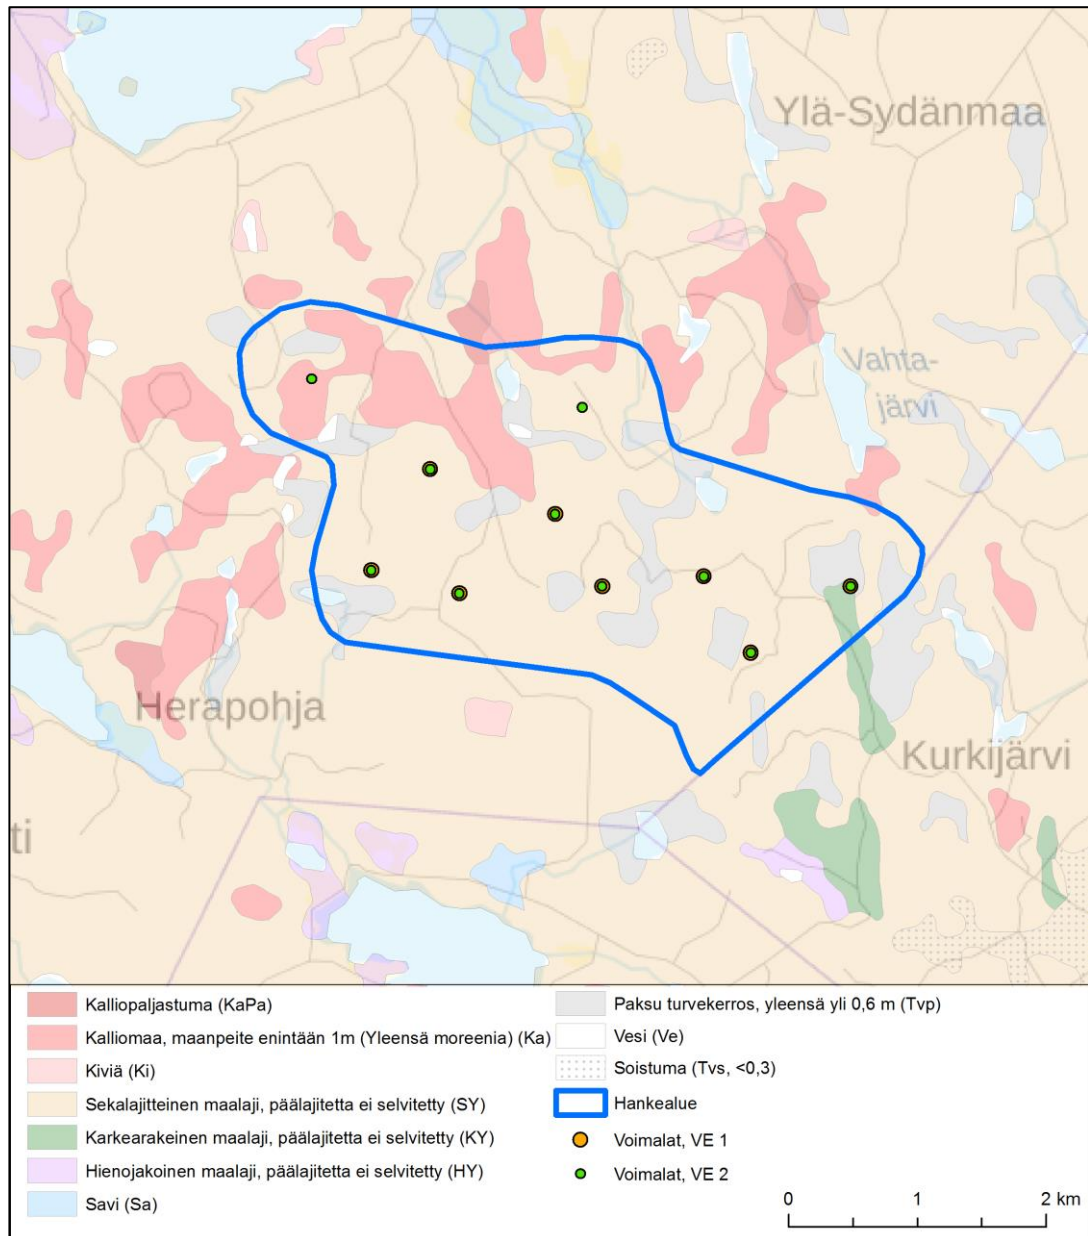 Ylä-Sydänmaa
Vahta-
järvi
Herapohja
Kurkijärvi
ti
Kalliopaljastuma (KaPa)
Kalliomaa, maanpeite enintään 1m (Yleensä moreenia) (Ka)
Kiviä (Ki)
Sekalajitteinen maalaji, päälajitetta ei selvitetty (SY)
Karkearakeinen maalaji, päälajitetta ei selvitetty (KY)
Hienojakoinen maalaji, päälajitetta ei selvitetty (HY)
Savi (Sa)
Paksu turvekerros, yleensä yli 0,6 m (Tvp)
Vesi (Ve)
Soistuma (Tvs, <0,3)
Hankealue
Voimalat, VE 1
Voimalat, VE 2
0 1 2 km